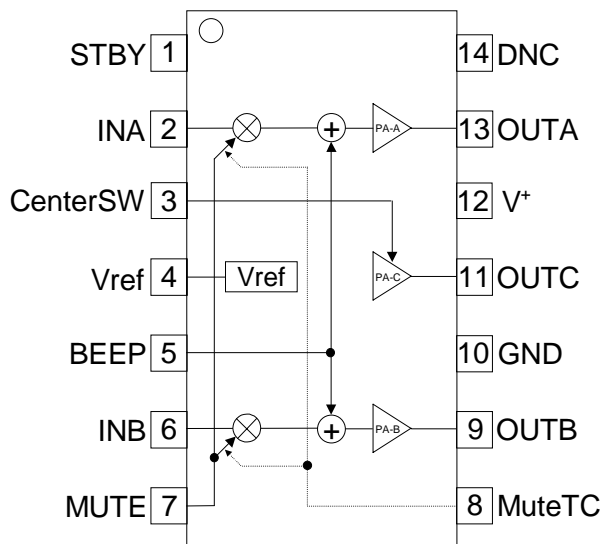 STBY 1 14 DNC
INA 2 PA-A 13 OUTA
CenterSW 3 12 V+
Vref 4 Vref PA-C 11 OUTC
BEEP 5 10 GND
INB 6 PA-B 9 OUTB
MUTE 7 8 MuteTC